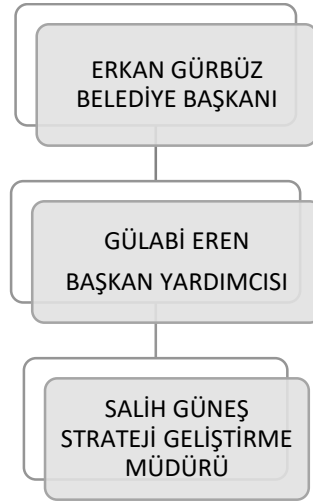 ERKAN GÜRBÜZ
BELEDİYE BAŞKANI
GÜLABİ EREN
BAŞKAN YARDIMCISI
SALİH GÜNEŞ
STRATEJİ GELİŞTİRME
MÜDÜRÜ